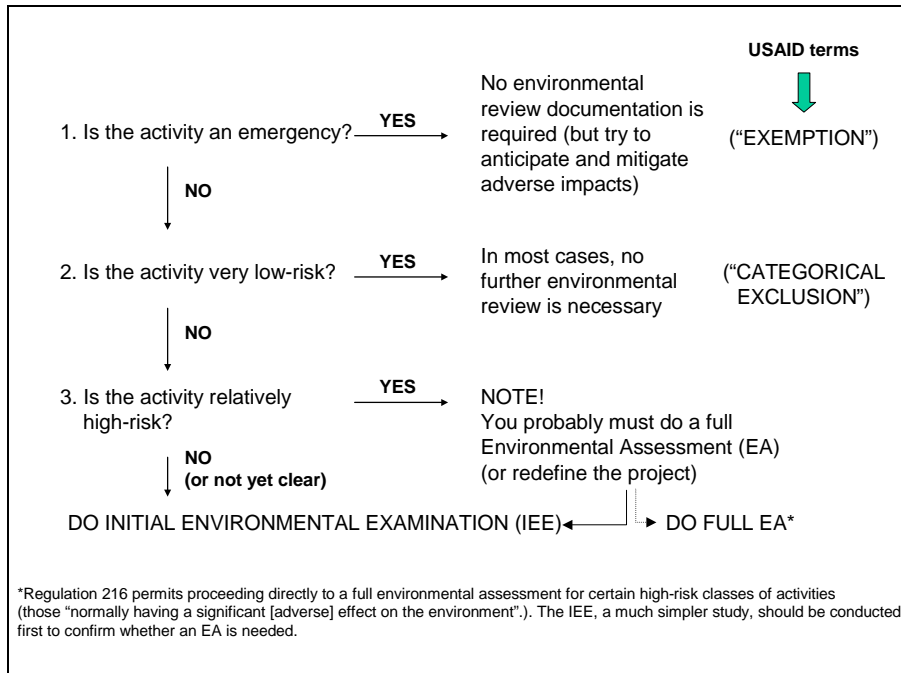 USAID terms
1. Is the activity an emergency?
YES
No environmental
review documentation is
required (but try to
anticipate and mitigate
adverse impacts)
(“EXEMPTION”)
NO
2. Is the activity very low-risk?
YES
In most cases, no
further environmental
review is necessary
(“CATEGORICAL
EXCLUSION”)
NO
3. Is the activity relatively
high-risk?
YES
NOTE!
You probably must do a full
Environmental Assessment (EA)
(or redefine the project)
NO
(or not yet clear)
DO INITIAL ENVIRONMENTAL EXAMINATION (IEE)
DO FULL EA*
*Regulation 216 permits proceeding directly to a full environmental assessment for certain high-risk classes of activities
(those “normally having a significant [adverse] effect on the environment”.). The IEE, a much simpler study, should be conducted
first to confirm whether an EA is needed.